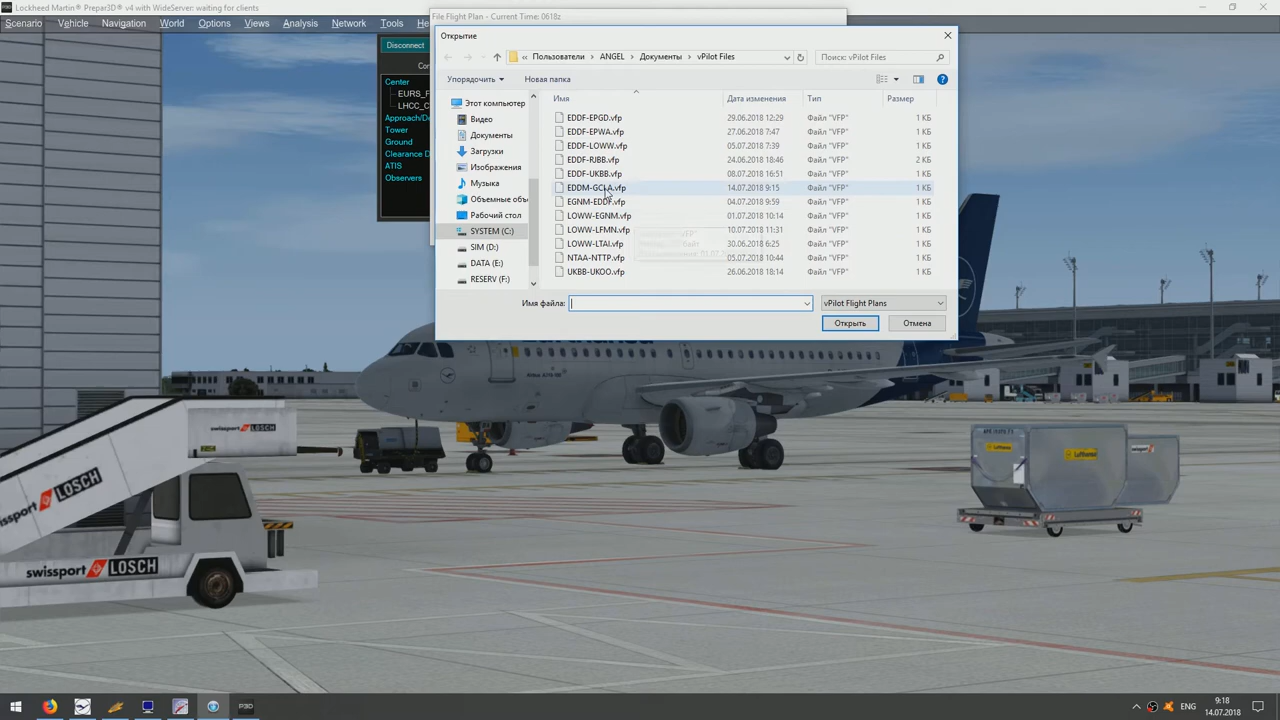 Lockheed Martin® Prepar3D® v4 with WideServer: waiting for clients
Scenario Vehicle Navigation World Options Views Analysis Network Tools
File Flight Plan - Current Time: 0618z
Открытие
« Пользователи > ANGEL > Документы > vPilot Files
Поиск: vPilot Files
Упорядочить Новая папка
Disconnect
Center
EURS_F
LHCC_C
Approach/De
Tower
Ground
Clearance D
ATIS
Observers
Этот компьютер
Видео
Документы
Загрузки
Изображения
Музыка
Объемные объ
Рабочий стол
SYSTEM (C:)
SIM (D:)
DATA (E:)
RESERV (F:)
Имя Дата изменения Тип Размер
EDDF-EPGD.vfp 29.06.2018 12:29 Файл "VFP" 1 КБ
EDDF-EPWA.vfp 27.06.2018 7:47 Файл "VFP" 1 КБ
EDDF-LOWW.vfp 05.07.2018 7:39 Файл "VFP" 1 КБ
EDDF-RJBB.vfp 24.06.2018 18:46 Файл "VFP" 2 КБ
EDDF-UKBB.vfp 08.07.2018 16:51 Файл "VFP" 1 КБ
EDDM-GCLA.vfp 14.07.2018 9:15 Файл "VFP" 1 КБ
EGNM-EDDF.vfp 04.07.2018 9:59 Файл "VFP" 1 КБ
LOWW-EGNM.vfp 01.07.2018 10:14 Файл "VFP" 1 КБ
LOWW-LFMN.vfp 10.07.2018 11:31 Файл "VFP" 1 КБ
LOWW-LTAI.vfp 30.06.2018 6:25 Файл "VFP" 1 КБ
NTAA-NTTP.vfp 05.07.2018 10:44 Файл "VFP" 1 КБ
UKBB-UKOO.vfp 26.06.2018 18:14 Файл "VFP" 1 КБ
Имя файла:
vPilot Flight Plans
Открыть Отмена
swissport LOSCH
swissport LOSCH
swissport LOSCH
Lufthansa
P3D
ENG
9:18
14.07.2018